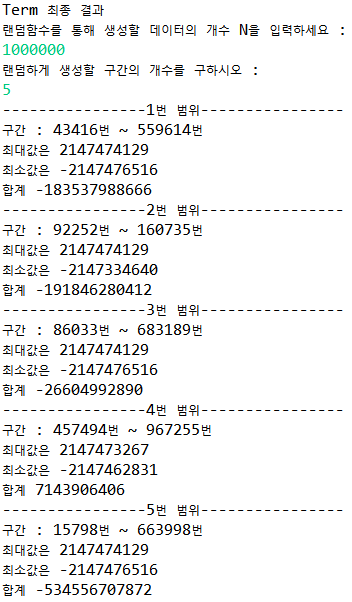 Term 최종 결과
랜덤함수를 통해 생성할 데이터의 개수 N을 입력하세요 :
1000000
랜덤하게 생성할 구간의 개수를 구하시오 :
5
----------------1번 범위----------------
구간 : 43416번 ~ 559614번
최대값은 2147474129
최소값은 -2147476516
합계 -183537988666
----------------2번 범위----------------
구간 : 92252번 ~ 160735번
최대값은 2147474129
최소값은 -2147334640
합계 -191846280412
----------------3번 범위----------------
구간 : 86033번 ~ 683189번
최대값은 2147474129
최소값은 -2147476516
합계 -26604992890
----------------4번 범위----------------
구간 : 457494번 ~ 967255번
최대값은 2147473267
최소값은 -2147462831
합계 7143906406
----------------5번 범위----------------
구간 : 15798번 ~ 663998번
최대값은 2147474129
최소값은 -2147476516
합계 -534556707872